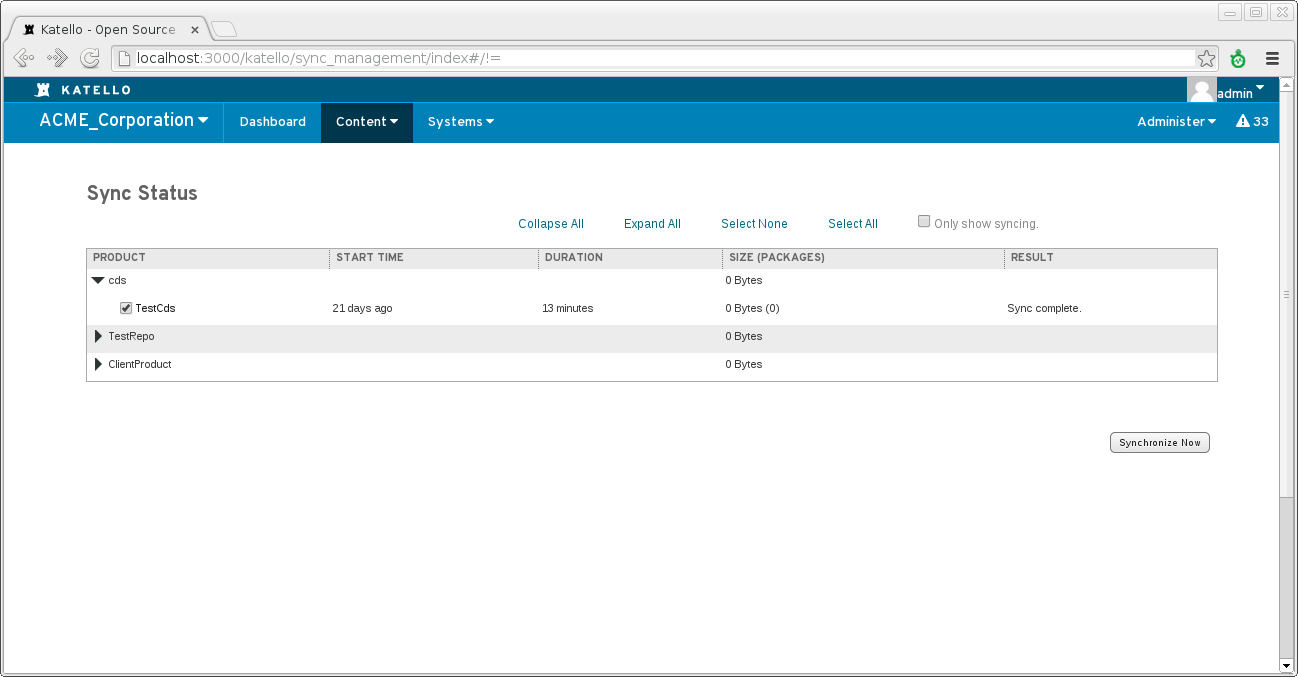 Katello - Open Source
localhost:3000/katello/sync_management/index#/!=
KATELLO
admin
ACME_Corporation Dashboard Content Systems Administer 33
Sync Status
Collapse All Expand All Select None Select All Only show syncing.
PRODUCT START TIME DURATION SIZE (PACKAGES) RESULT
cds 0 Bytes
TestCds 21 days ago 13 minutes 0 Bytes (0) Sync complete.
TestRepo 0 Bytes
ClientProduct 0 Bytes
Synchronize Now